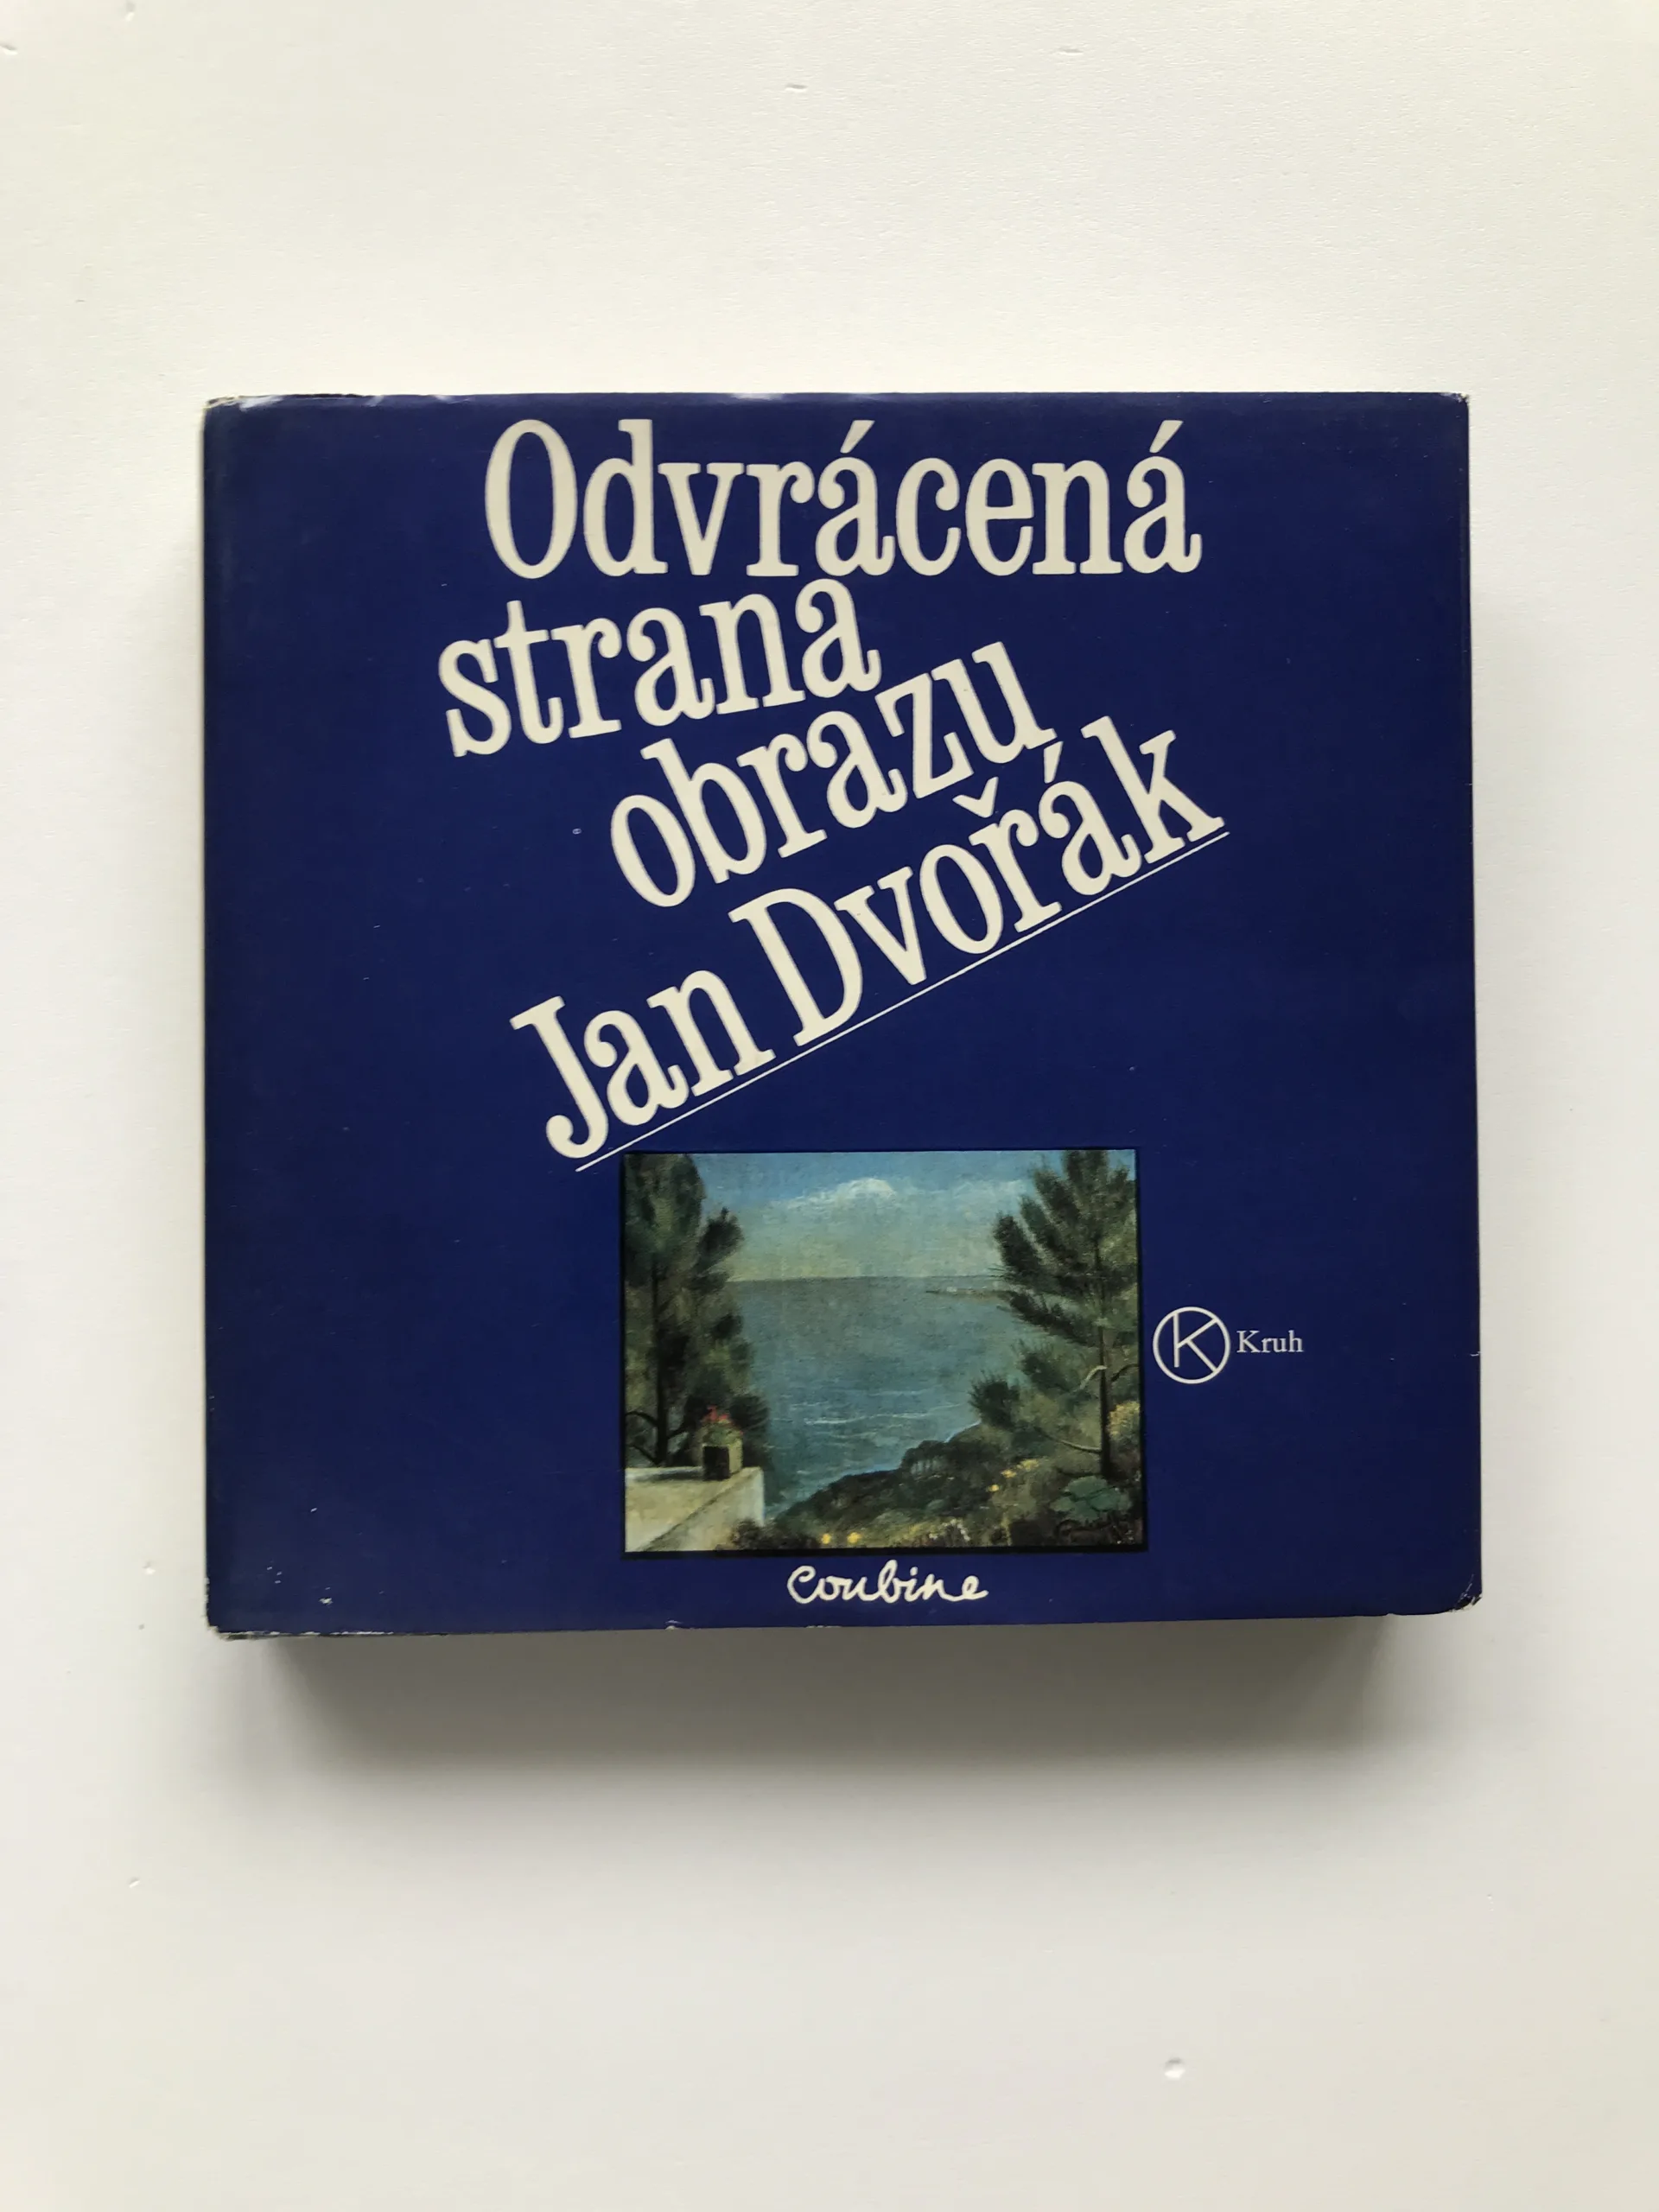 Odvrácená
strana
obrazu
Jan Dvořák
K Kruh
Coubine